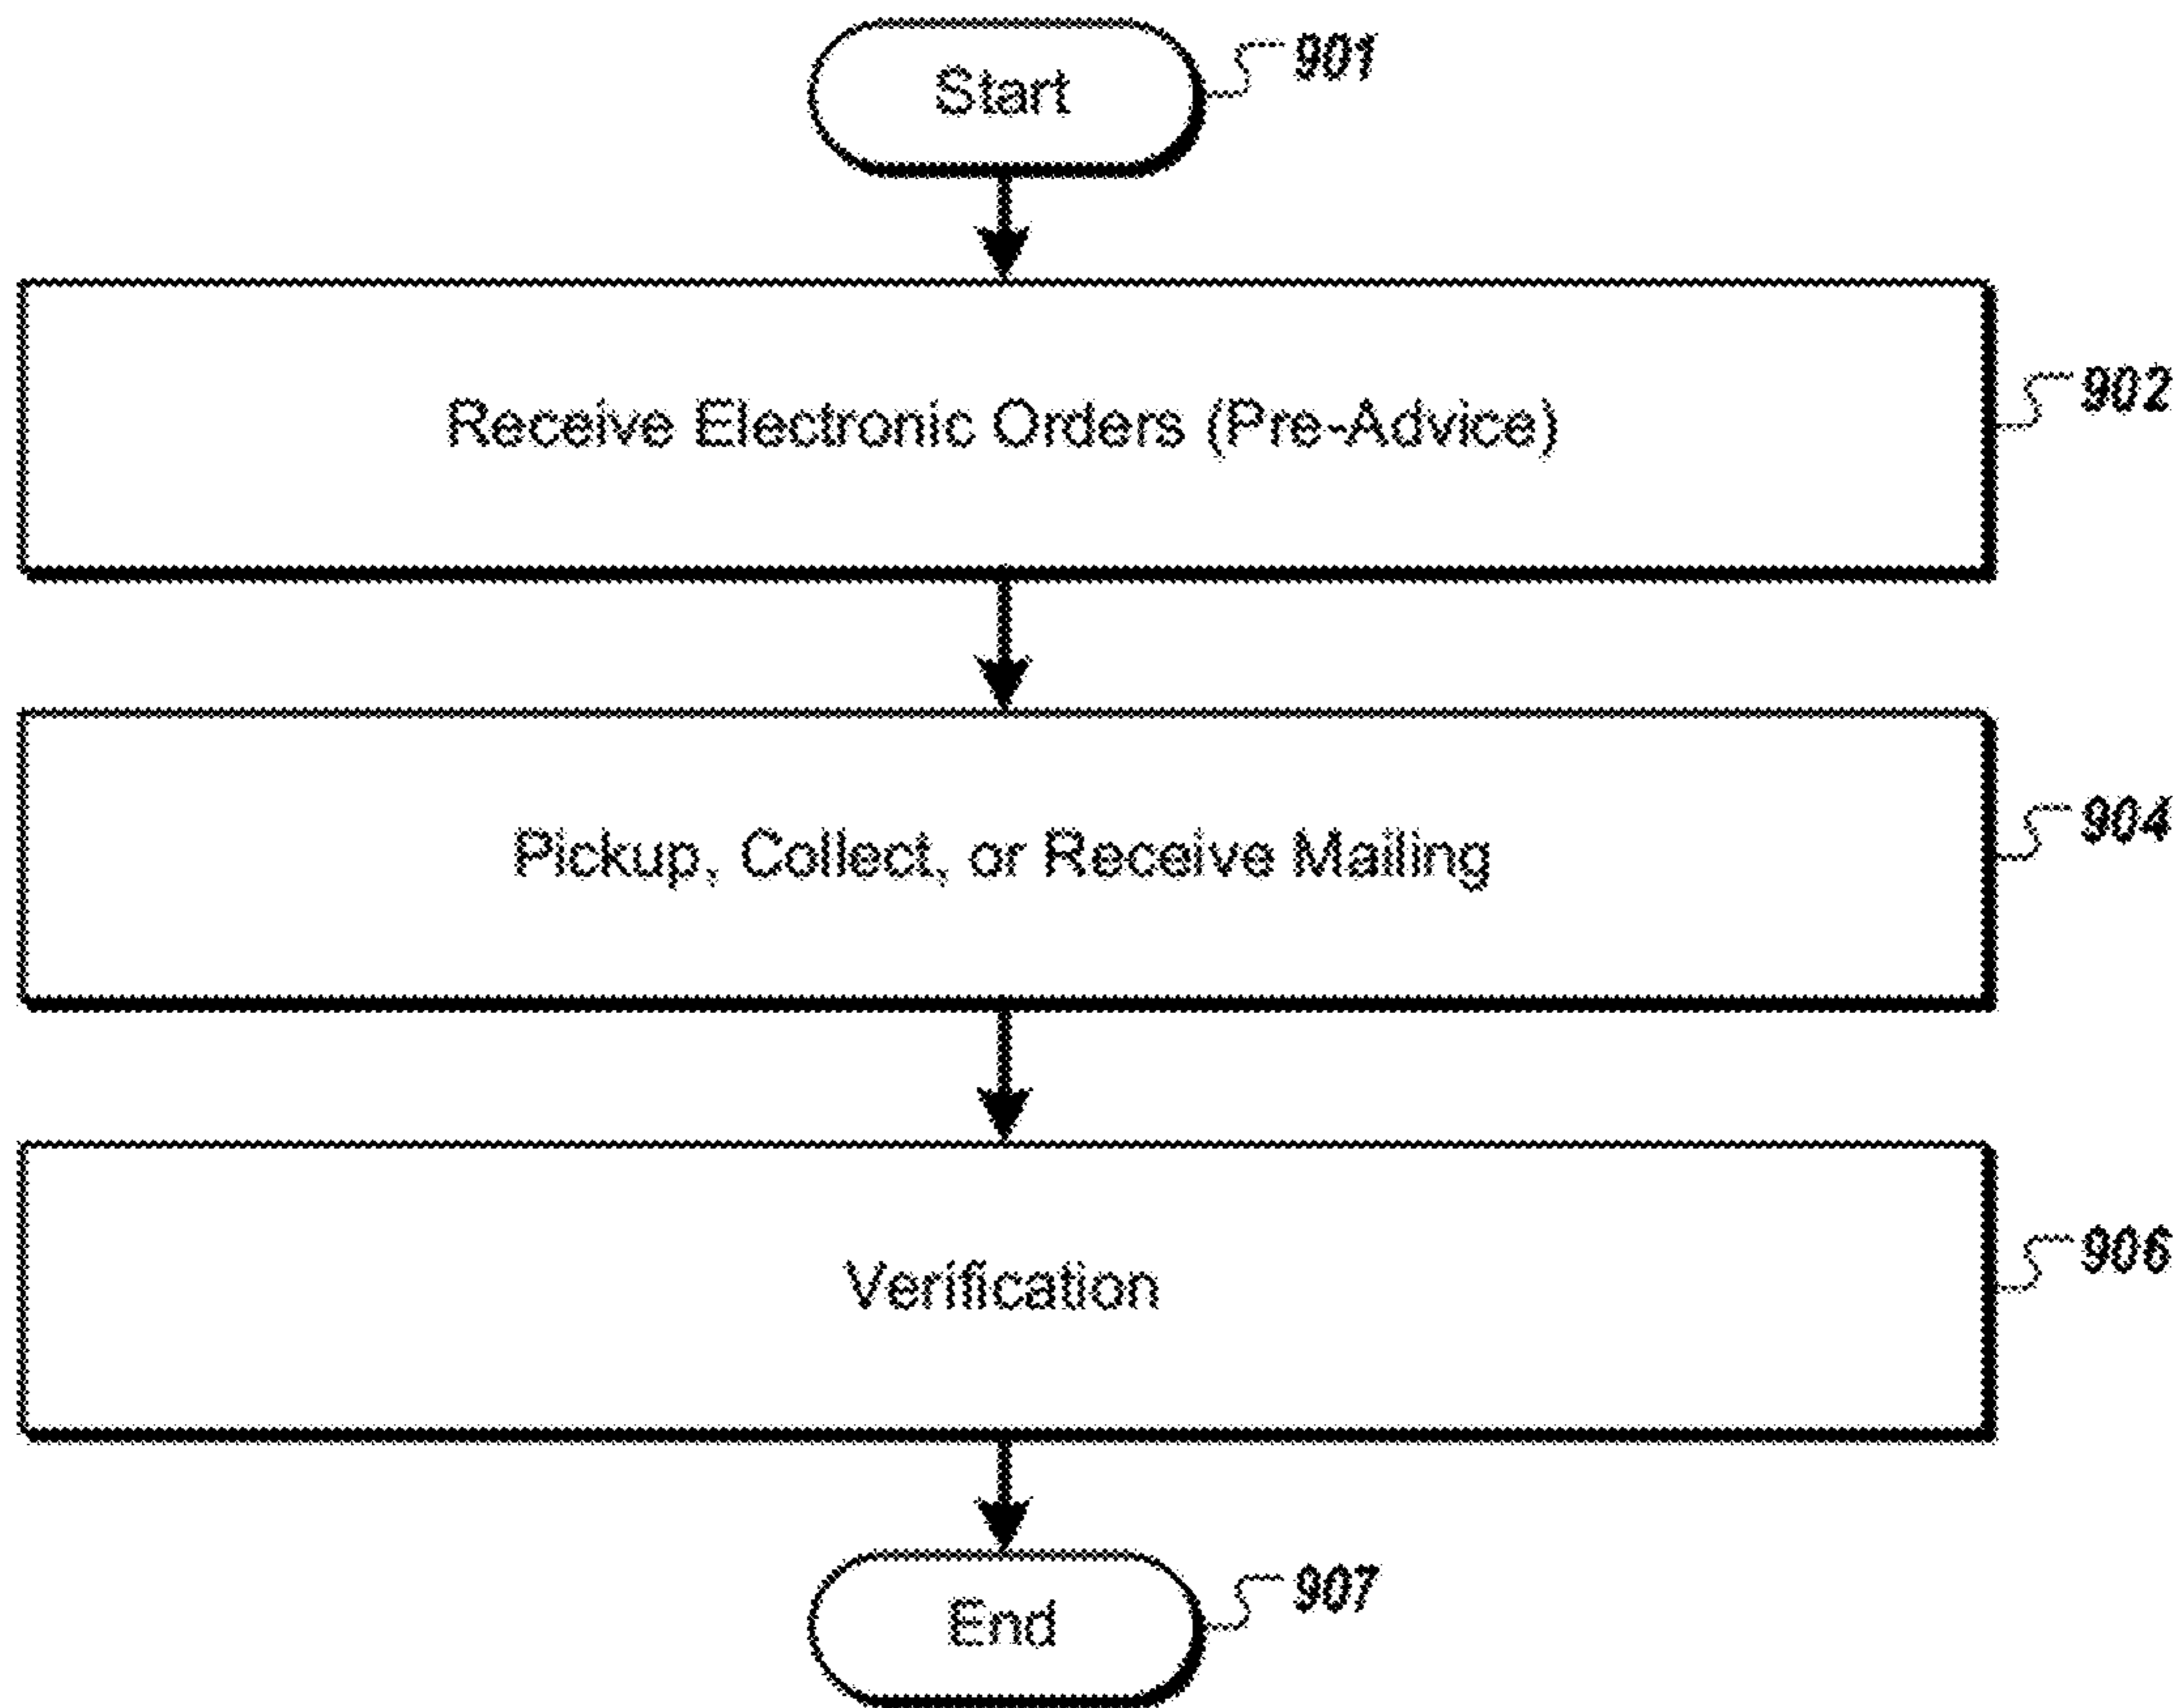 Start
901
Receive Electronic Orders (Pre-Advice)
902
Pickup, Collect, or Receive Mailing
904
Verification
906
End
907